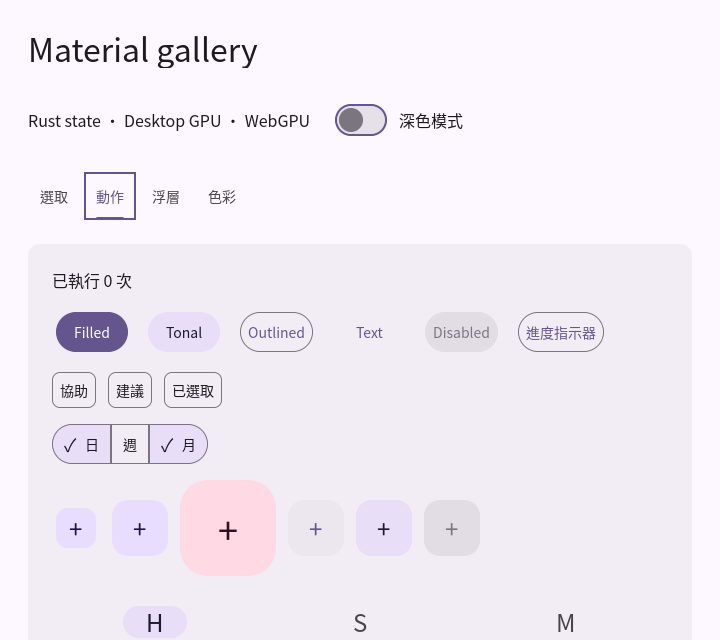 Material gallery
Rust state ・ Desktop GPU ・ WebGPU 深色模式
選取 動作 浮層 色彩
已執行 0 次
Filled Tonal Outlined Text Disabled 進度指示器
協助 建議 已選取
✓ 日 週 ✓ 月
+ + + + + +
H S M